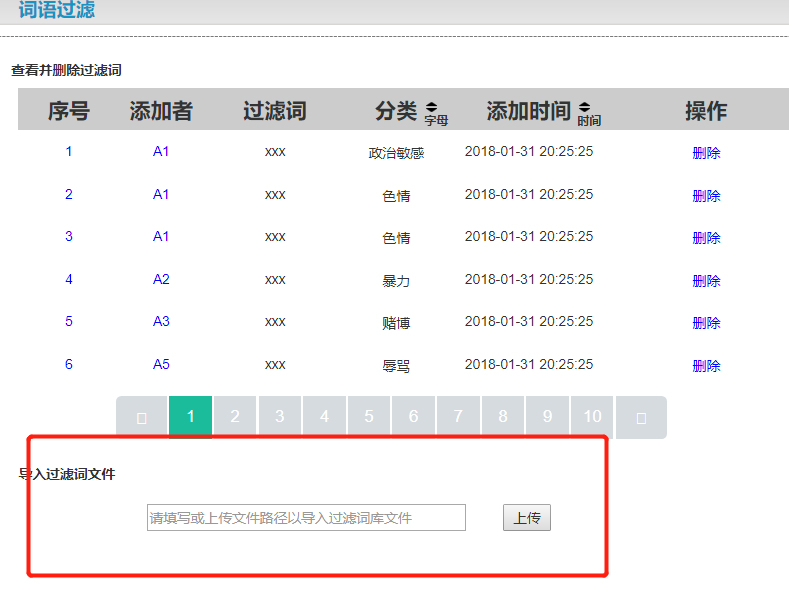 词语过滤
查看并删除过滤词
序号 添加者 过滤词 分类 字母 添加时间 时间 操作
1 A1 xxx 政治敏感 2018-01-31 20:25:25 删除
2 A1 xxx 色情 2018-01-31 20:25:25 删除
3 A1 xxx 色情 2018-01-31 20:25:25 删除
4 A2 xxx 暴力 2018-01-31 20:25:25 删除
5 A3 xxx 赌博 2018-01-31 20:25:25 删除
6 A5 xxx 辱骂 2018-01-31 20:25:25 删除
1 2 3 4 5 6 7 8 9 10
导入过滤词文件
请填写或上传文件路径以导入过滤词库文件 上传